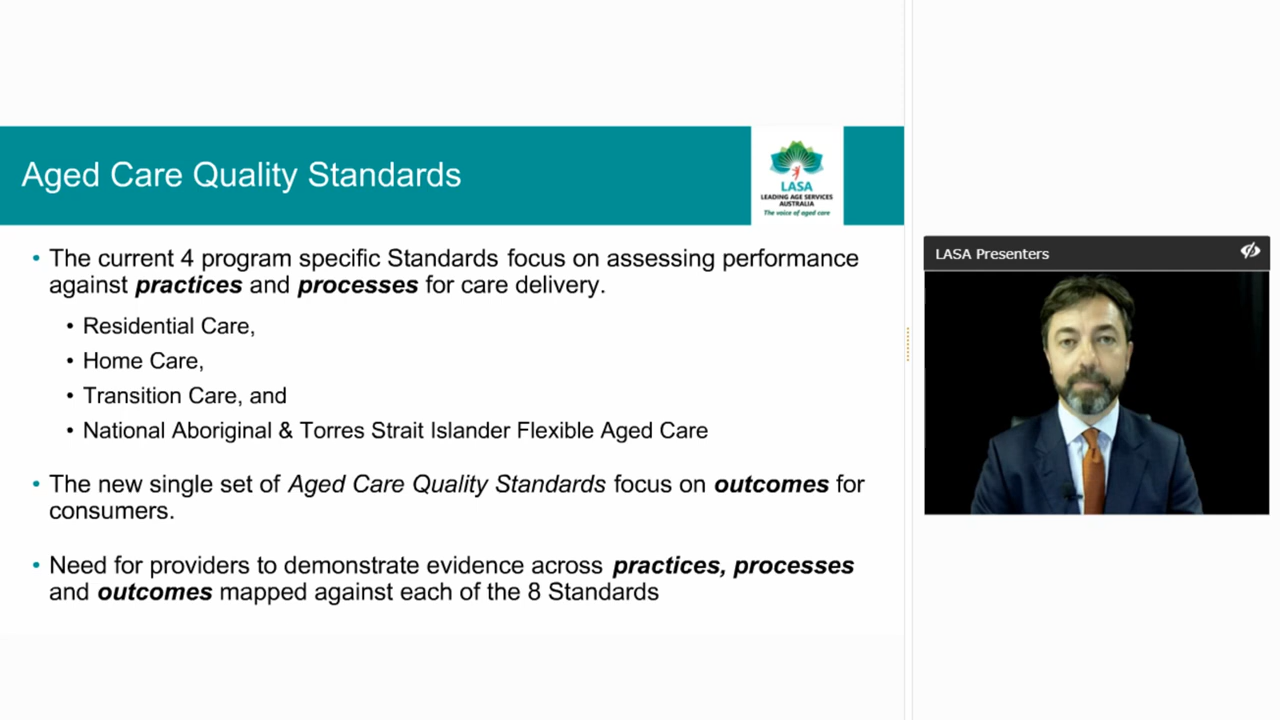 Aged Care Quality Standards
LASA
LEADING AGE SERVICES
AUSTRALIA
The voice of aged care
• The current 4 program specific Standards focus on assessing performance
against practices and processes for care delivery.
• Residential Care,
• Home Care,
• Transition Care, and
• National Aboriginal & Torres Strait Islander Flexible Aged Care
• The new single set of Aged Care Quality Standards focus on outcomes for
consumers.
• Need for providers to demonstrate evidence across practices, processes
and outcomes mapped against each of the 8 Standards
LASA Presenters